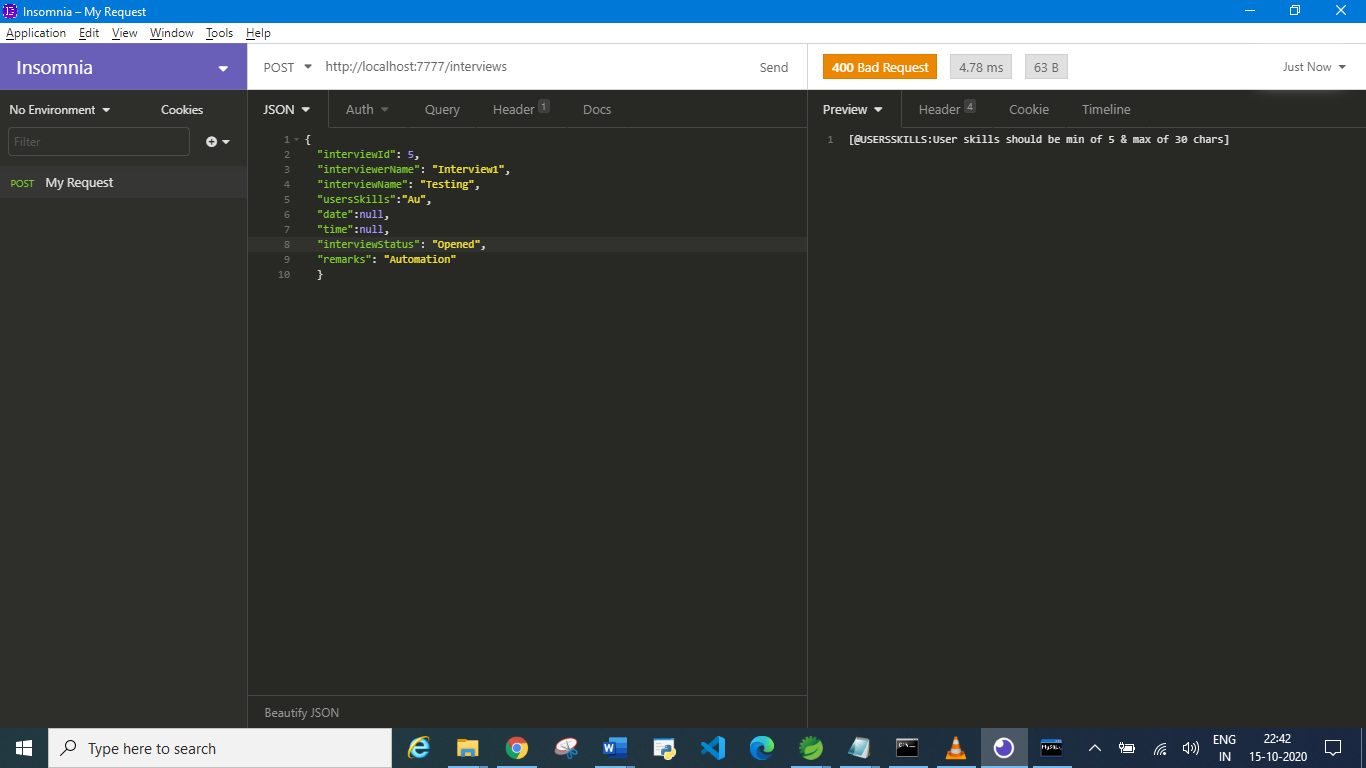 Insomnia – My Request
Application Edit View Window Tools Help
Insomnia
POST http://localhost:7777/interviews Send
400 Bad Request 4.78 ms 63 B Just Now
No Environment Cookies
JSON Auth Query Header 1 Docs
Preview Header 4 Cookie Timeline
Filter
POST My Request
1 {
2 "interviewId": 5,
3 "interviewerName": "Interview1",
4 "interviewName": "Testing",
5 "usersSkills":"Au",
6 "date":null,
7 "time":null,
8 "interviewStatus": "Opened",
9 "remarks": "Automation"
10 }
1 [@USERSSKILLS:User skills should be min of 5 & max of 30 chars]
Beautify JSON
Type here to search
ENG
IN
22:42
15-10-2020